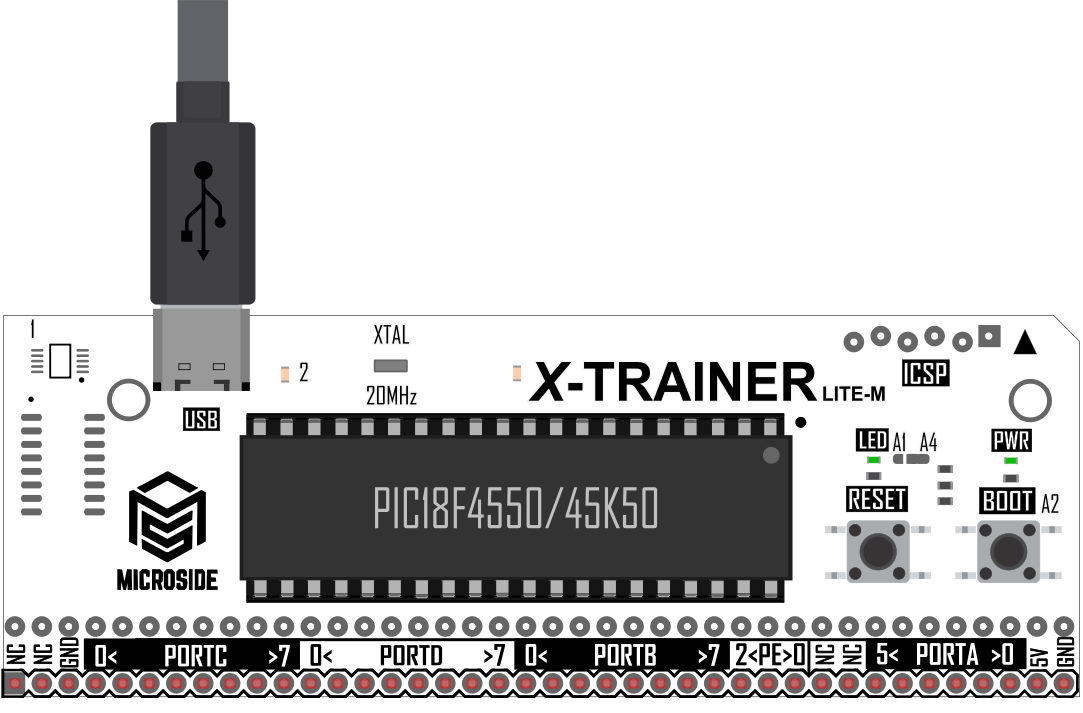 1
XTAL
2
20MHz
X-TRAINER LITE-M
ICSP
USB
LED A1 A4
PWR
RESET
BOOT A2
PIC18F4550/45K50
MICROSIDE
NC NC GND 0< PORTC >7 0< PORTD >7 0< PORTB >7 2<PE>0 NC NC 5< PORTA >0 5V GND